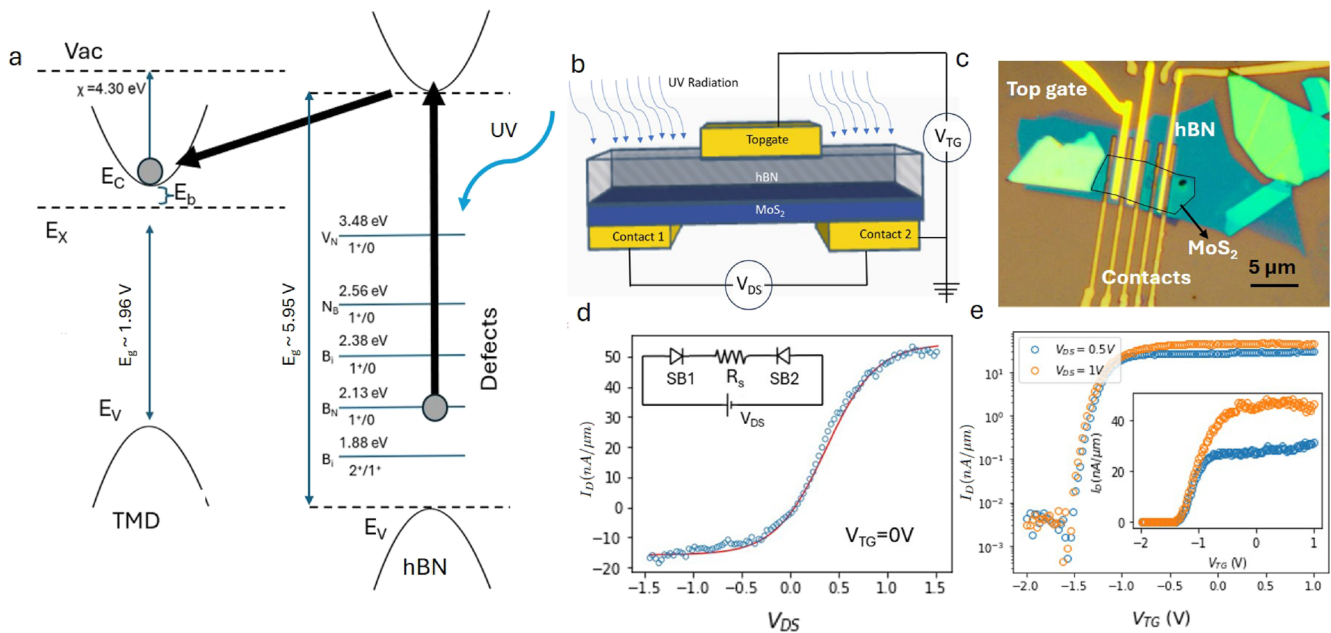 a
Vac
χ =4.30 eV
E_C
E_b
E_X
E_g ~ 1.96 V
E_V
TMD
UV
E_g ~ 5.95 V
3.48 eV
V_N
1⁺/0
2.56 eV
N_B
1⁺/0
2.38 eV
B_i
1⁺/0
2.13 eV
B_N
1⁺/0
1.88 eV
B_i
2⁺/1⁺
Defects
E_V
hBN
b
UV Radiation
Topgate
hBN
MoS₂
Contact 1
Contact 2
V_TG
V_DS
c
Top gate
hBN
MoS₂
Contacts
5 μm
d
50
40
30
20
10
0
−10
−20
I_D(nA/μm)
SB1
R_s
SB2
V_DS
V_TG=0V
−1.5
−1.0
−0.5
0.0
0.5
1.0
1.5
V_DS
e
10¹
10⁰
10⁻¹
10⁻²
10⁻³
I_D(nA/μm)
V_DS = 0.5V
V_DS = 1V
40
20
0
I_D(nA/μm)
−2
−1
0
1
V_TG (V)
−2.0
−1.5
−1.0
−0.5
0.0
0.5
1.0
V_TG (V)